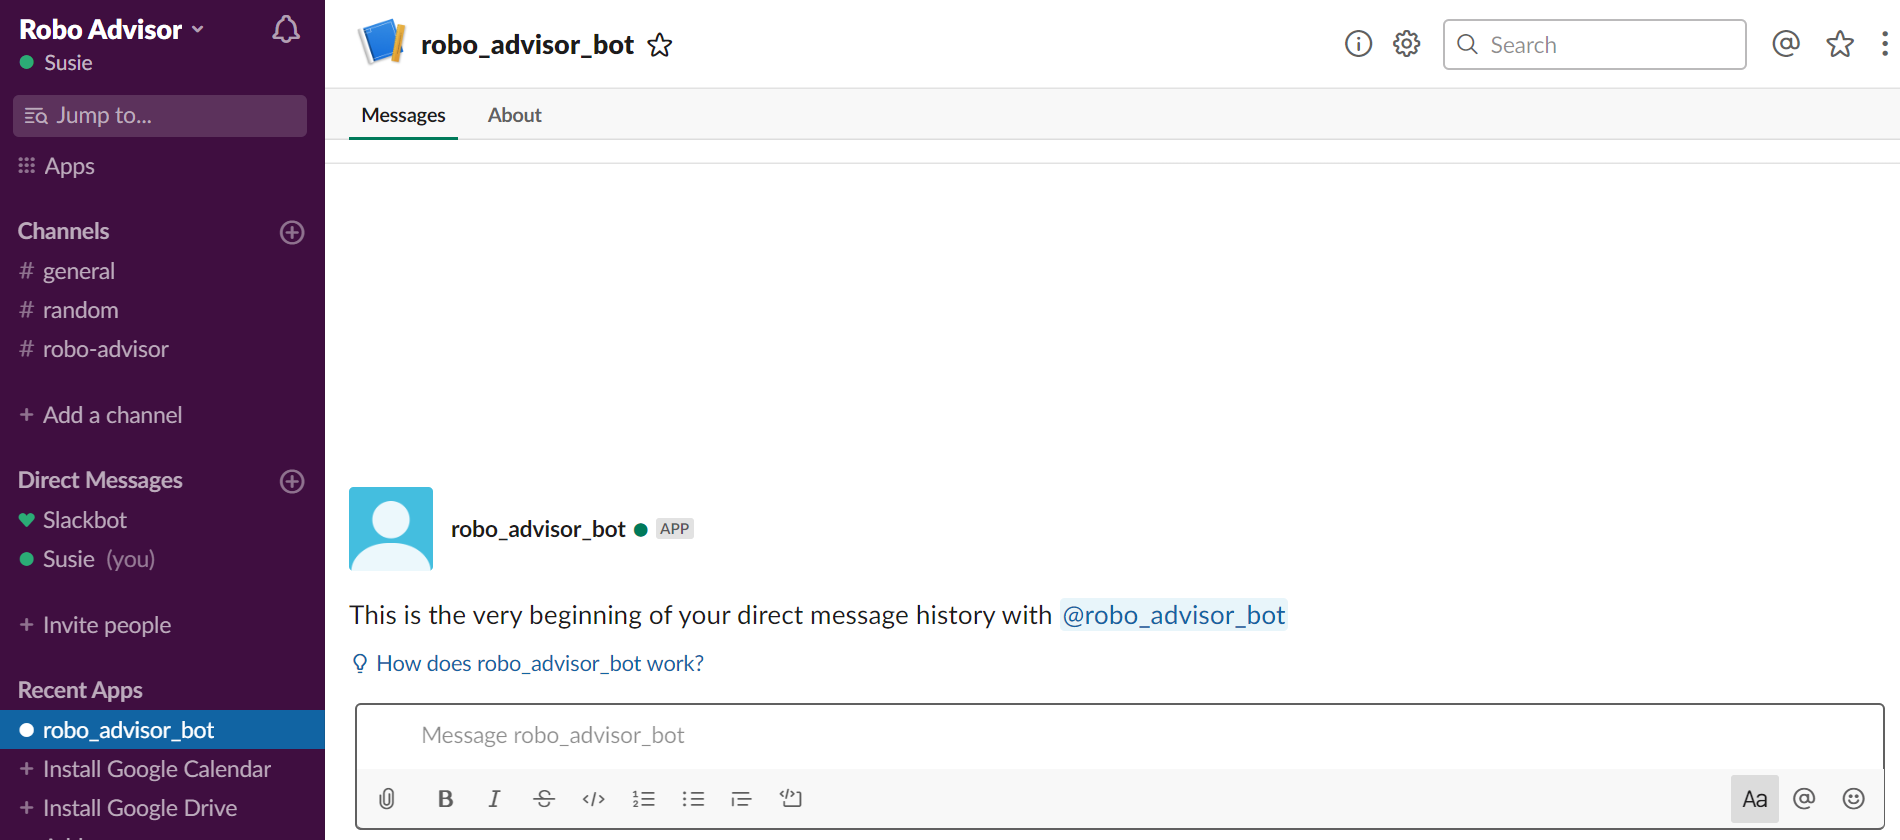 Robo Advisor
Susie
Jump to...
Apps
Channels
# general
# random
# robo-advisor
+ Add a channel
Direct Messages
Slackbot
Susie (you)
+ Invite people
Recent Apps
robo_advisor_bot
+ Install Google Calendar
+ Install Google Drive
robo_advisor_bot
Search
Messages About
robo_advisor_bot APP
This is the very beginning of your direct message history with @robo_advisor_bot
How does robo_advisor_bot work?
Message robo_advisor_bot
B I S </> Aa @